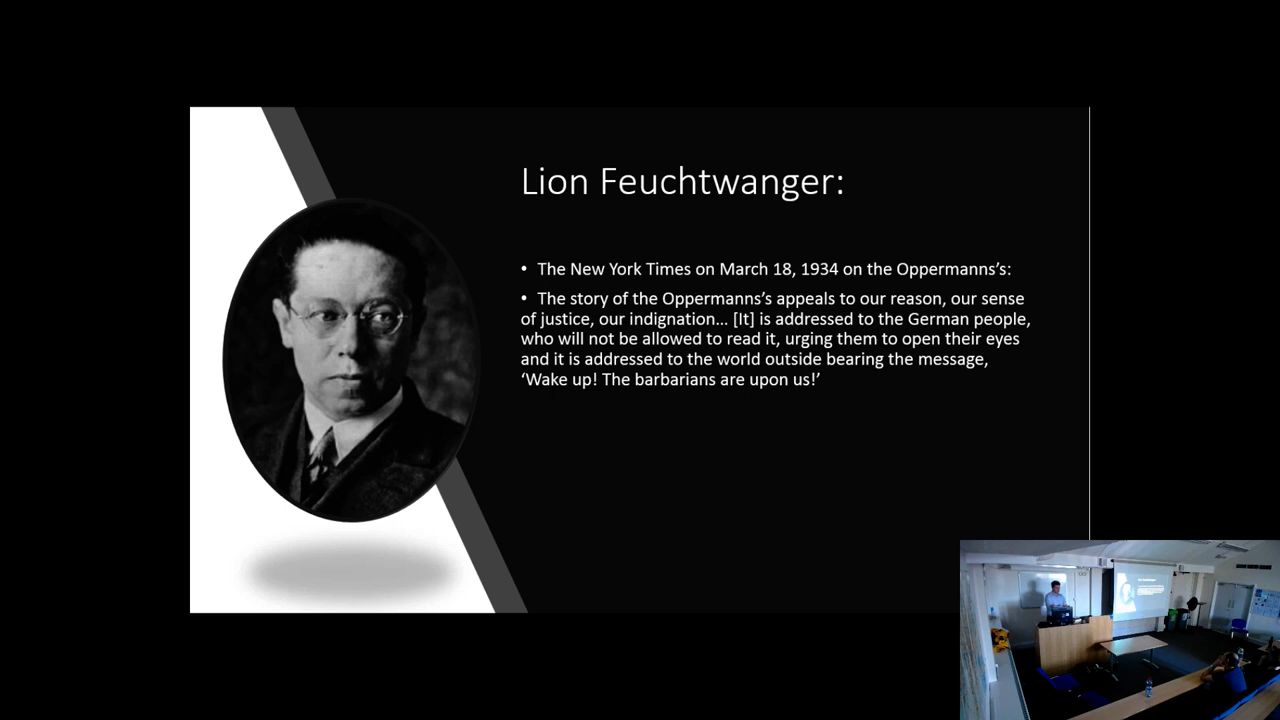 Lion Feuchtwanger:
• The New York Times on March 18, 1934 on the Oppermanns's:
• The story of the Oppermanns's appeals to our reason, our sense
of justice, our indignation... [It] is addressed to the German people,
who will not be allowed to read it, urging them to open their eyes
and it is addressed to the world outside bearing the message,
‘Wake up! The barbarians are upon us!’